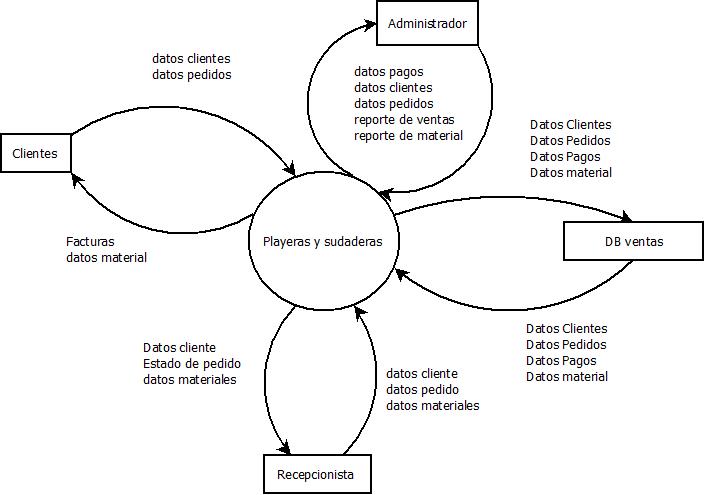 Administrador
datos clientes
datos pedidos
datos pagos
datos clientes
datos pedidos
reporte de ventas
reporte de material
Datos Clientes
Datos Pedidos
Datos Pagos
Datos material
Clientes
Facturas
datos material
Playeras y sudaderas
DB ventas
Datos Clientes
Datos Pedidos
Datos Pagos
Datos material
Datos cliente
Estado de pedido
datos materiales
datos cliente
datos pedido
datos materiales
Recepcionista